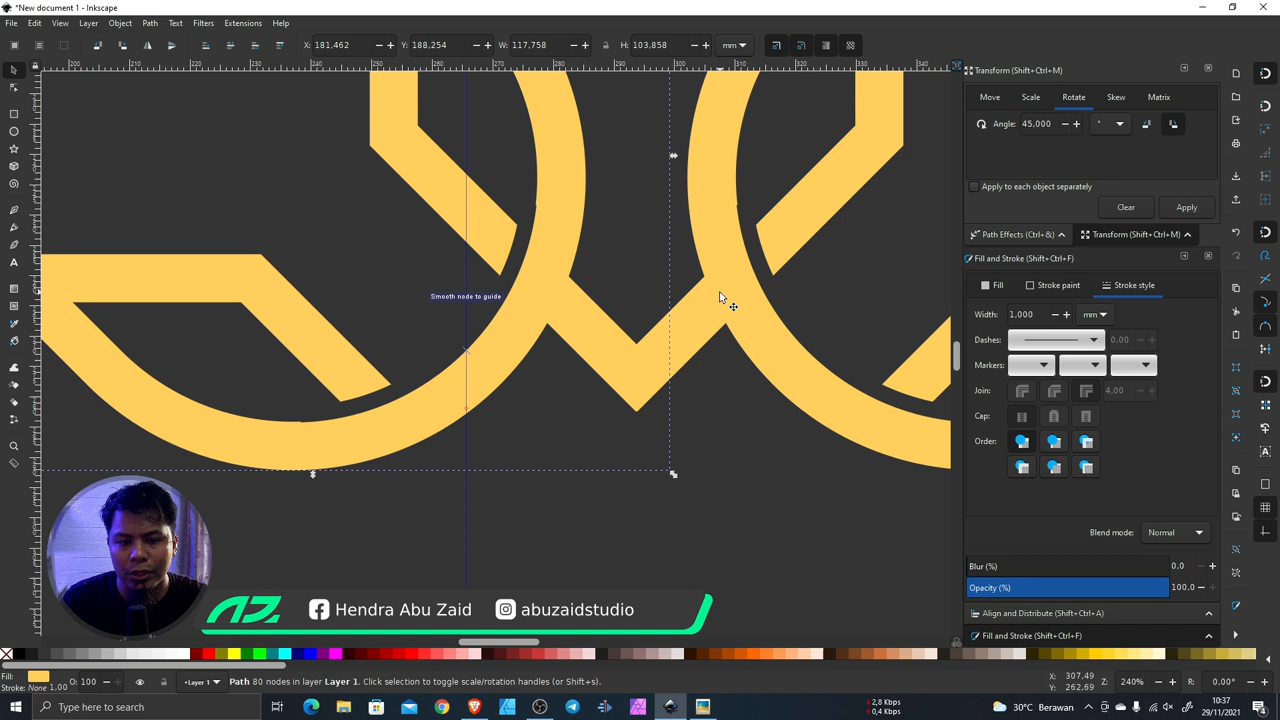 *New document 1 - Inkscape
File Edit View Layer Object Path Text Filters Extensions Help
X: 181,462 Y: 188,254 W: 117,758 H: 103,858 mm
Transform (Shift+Ctrl+M)
Move Scale Rotate Skew Matrix
Angle: 45,000 °
Apply to each object separately
Clear Apply
Path Effects (Ctrl+&) Transform (Shift+Ctrl+M)
Fill and Stroke (Shift+Ctrl+F)
Fill Stroke paint Stroke style
Width: 1,000 mm
Dashes: 0,00
Markers:
Join: 4,00
Cap:
Order:
Smooth node to guide
Blend mode: Normal
Blur (%) 0,0
Opacity (%) 100,0
Align and Distribute (Shift+Ctrl+A)
Fill and Stroke (Shift+Ctrl+F)
Hendra Abu Zaid abuzaidstudio
Fill:
Stroke: None 1,00
O: 100
Layer 1
Path 80 nodes in layer Layer 1. Click selection to toggle scale/rotation handles (or Shift+s).
X: 307,49
Y: 262,69
Z: 240%
R: 0,00°
Type here to search
2,8 Kbps
0,4 Kbps
30°C Berawan
10:37
29/11/2021